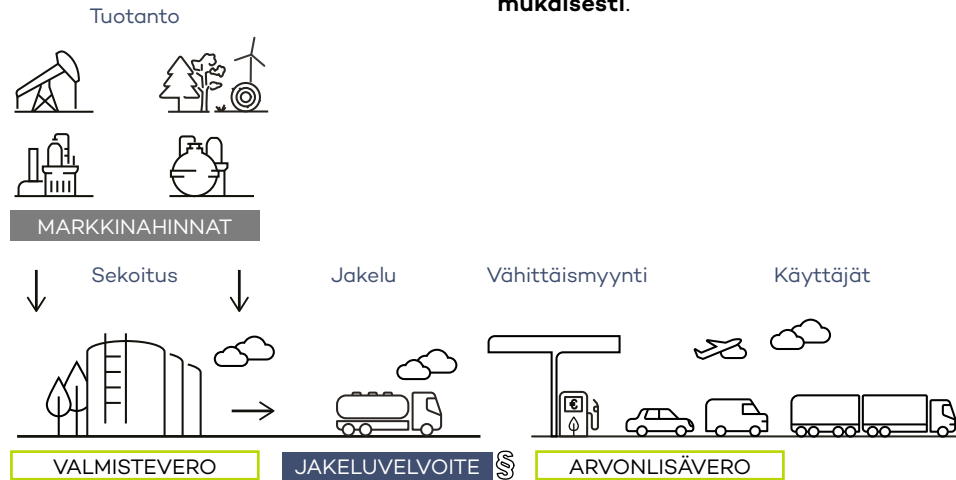 mukaisesti.
Tuotanto
MARKKINAHINNAT
Sekoitus
Jakelu
Vähittäismyynti
Käyttäjät
€
VALMISTEVERO
JAKELUVELVOITE §
ARVONLISÄVERO